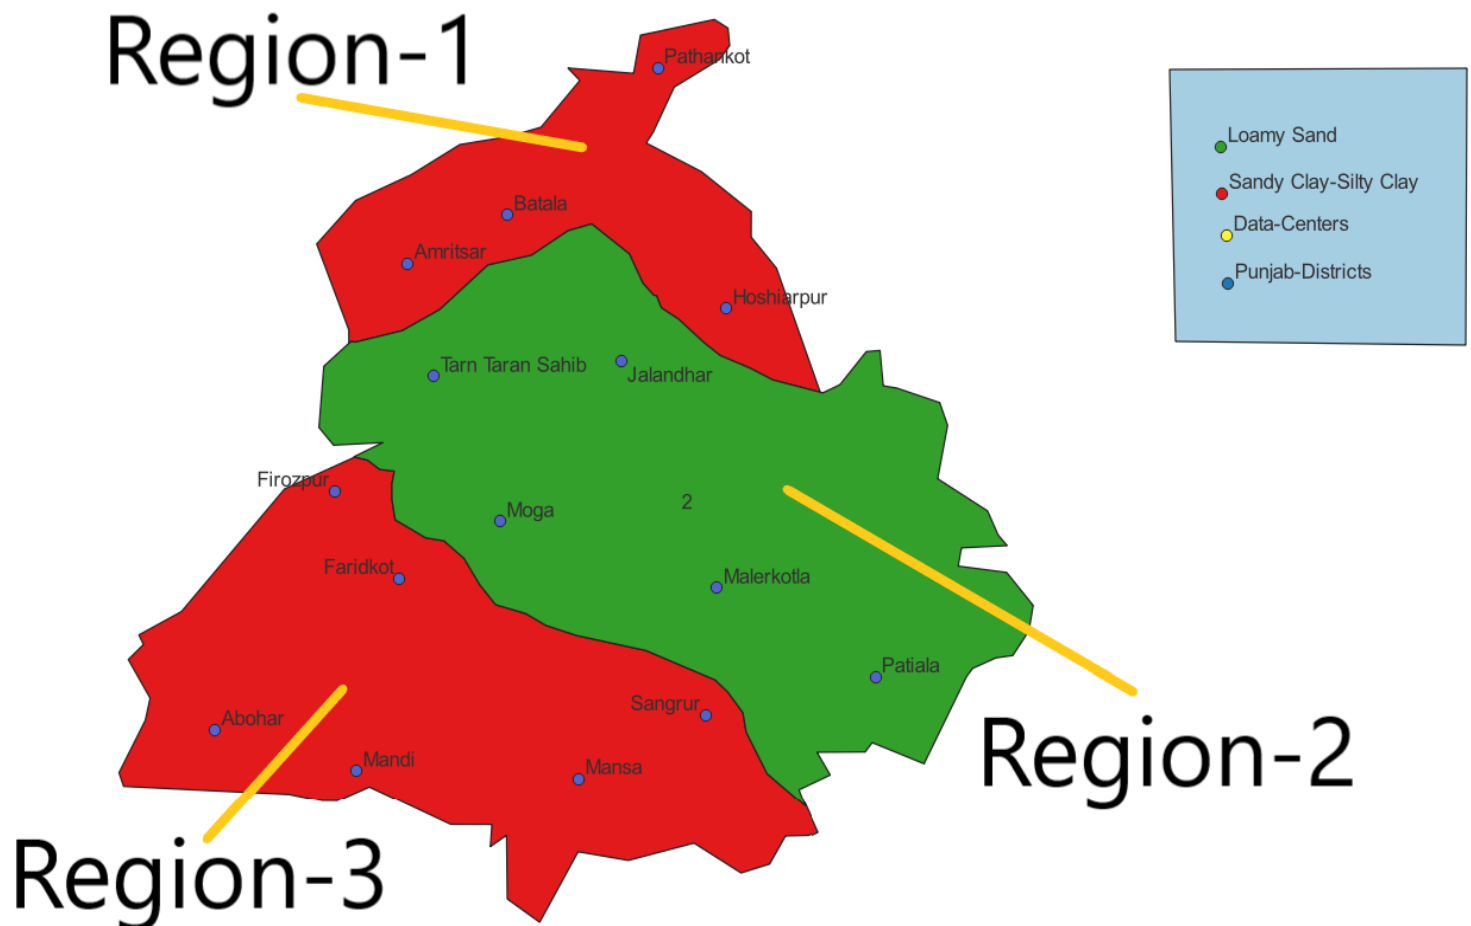 Region-1
Pathankot
Loamy Sand
Sandy Clay-Silty Clay
Data-Centers
Punjab-Districts
Batala
Amritsar
Hoshiarpur
Tarn Taran Sahib
Jalandhar
Firozpur
Moga
2
Faridkot
Malerkotla
Patiala
Sangrur
Abohar
Mandi
Mansa
Region-2
Region-3